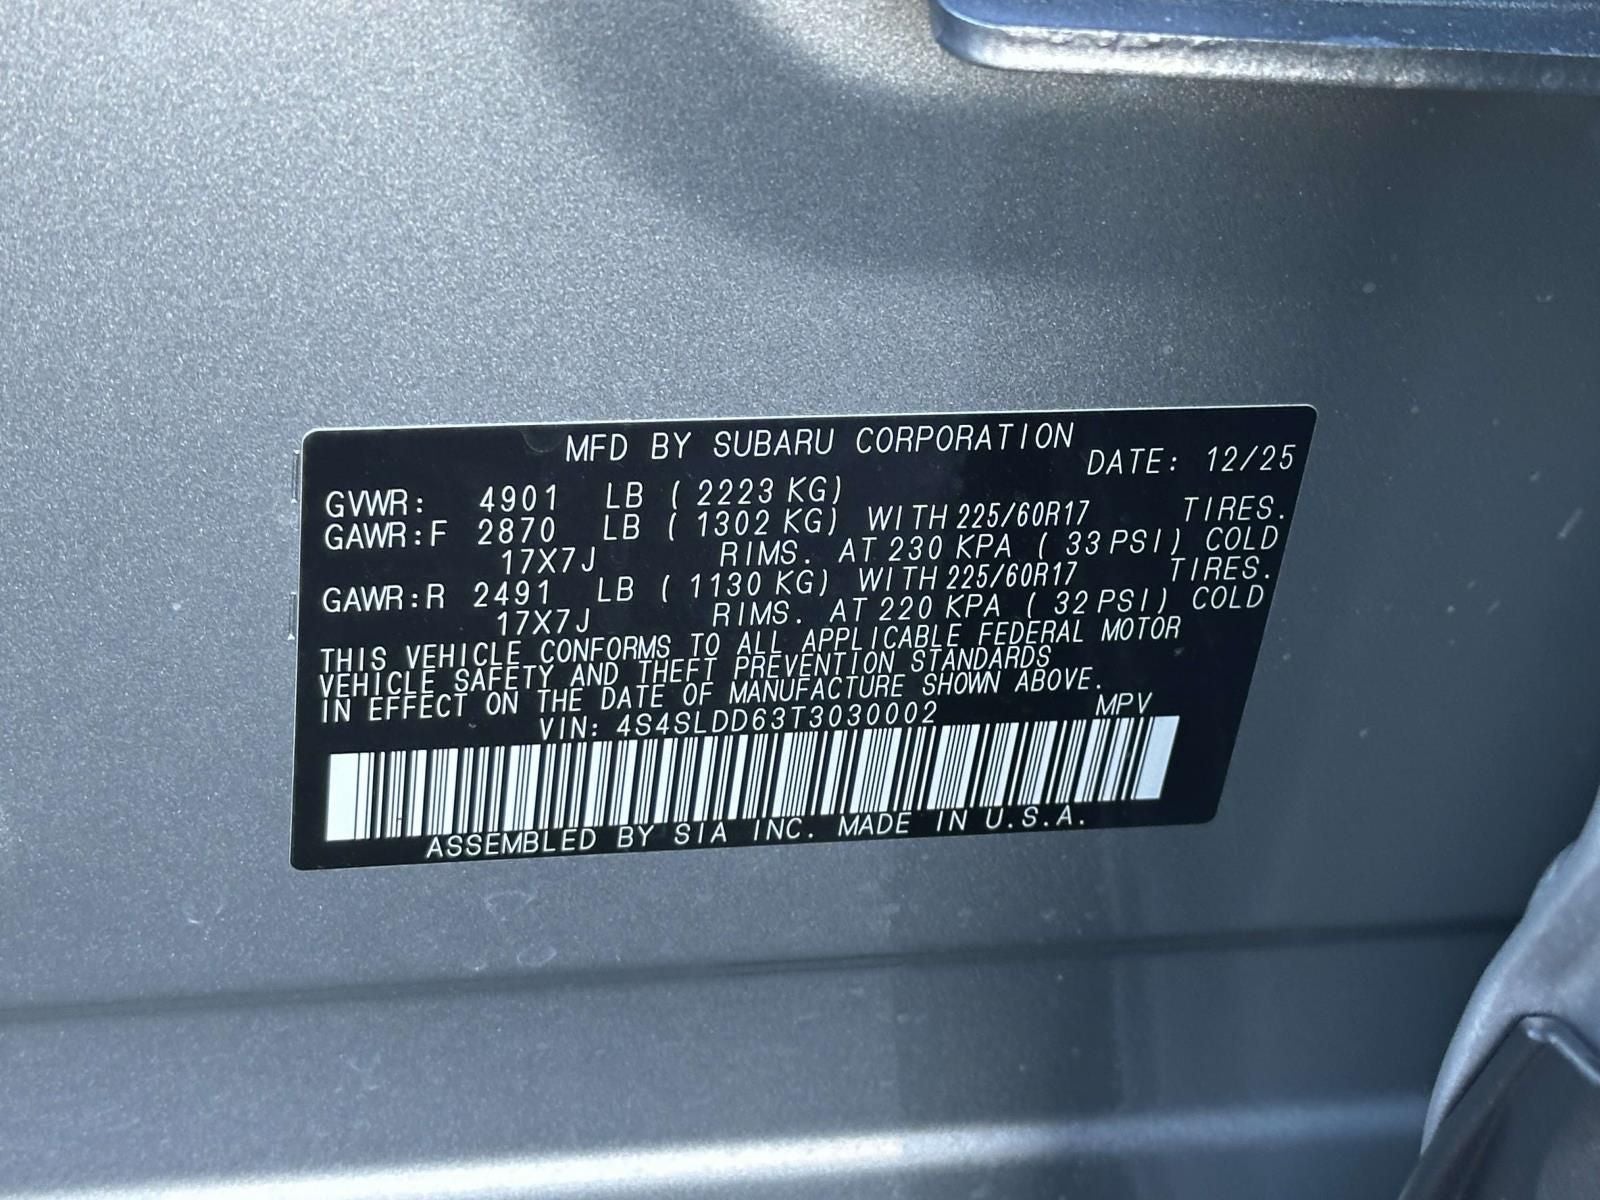 MFD BY SUBARU CORPORATION
DATE: 12/25
GVWR: 4901 LB ( 2223 KG)
GAWR:F 2870 LB ( 1302 KG) WITH 225/60R17 TIRES.
17X7J RIMS. AT 230 KPA ( 33 PSI) COLD
GAWR:R 2491 LB ( 1130 KG) WITH 225/60R17 TIRES.
17X7J RIMS. AT 220 KPA ( 32 PSI) COLD
THIS VEHICLE CONFORMS TO ALL APPLICABLE FEDERAL MOTOR
VEHICLE SAFETY AND THEFT PREVENTION STANDARDS
IN EFFECT ON THE DATE OF MANUFACTURE SHOWN ABOVE.
VIN: 4S4SLDD63T3030002 MPV
ASSEMBLED BY SIA INC. MADE IN U.S.A.